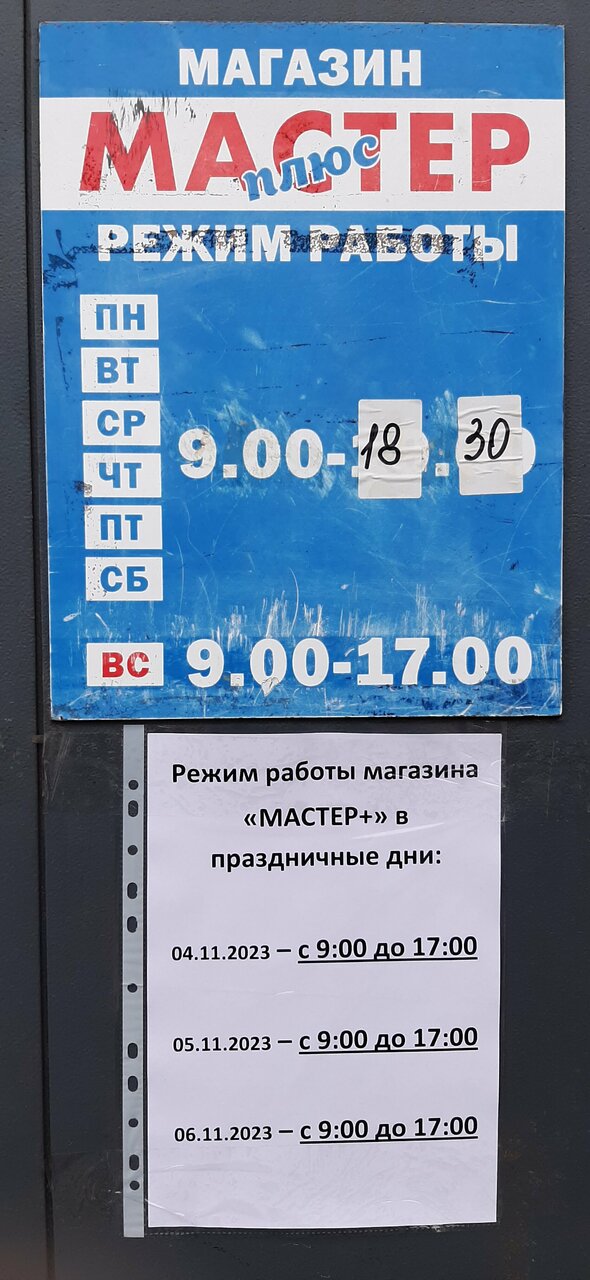 МАГАЗИН
МАСТЕР
плюс
РЕЖИМ РАБОТЫ
ПН
ВТ
СР
9.00-18.30
ЧТ
ПТ
СБ
ВС 9.00-17.00
Режим работы магазина
«МАСТЕР+» в
праздничные дни:
04.11.2023 – с 9:00 до 17:00
05.11.2023 – с 9:00 до 17:00
06.11.2023 – с 9:00 до 17:00